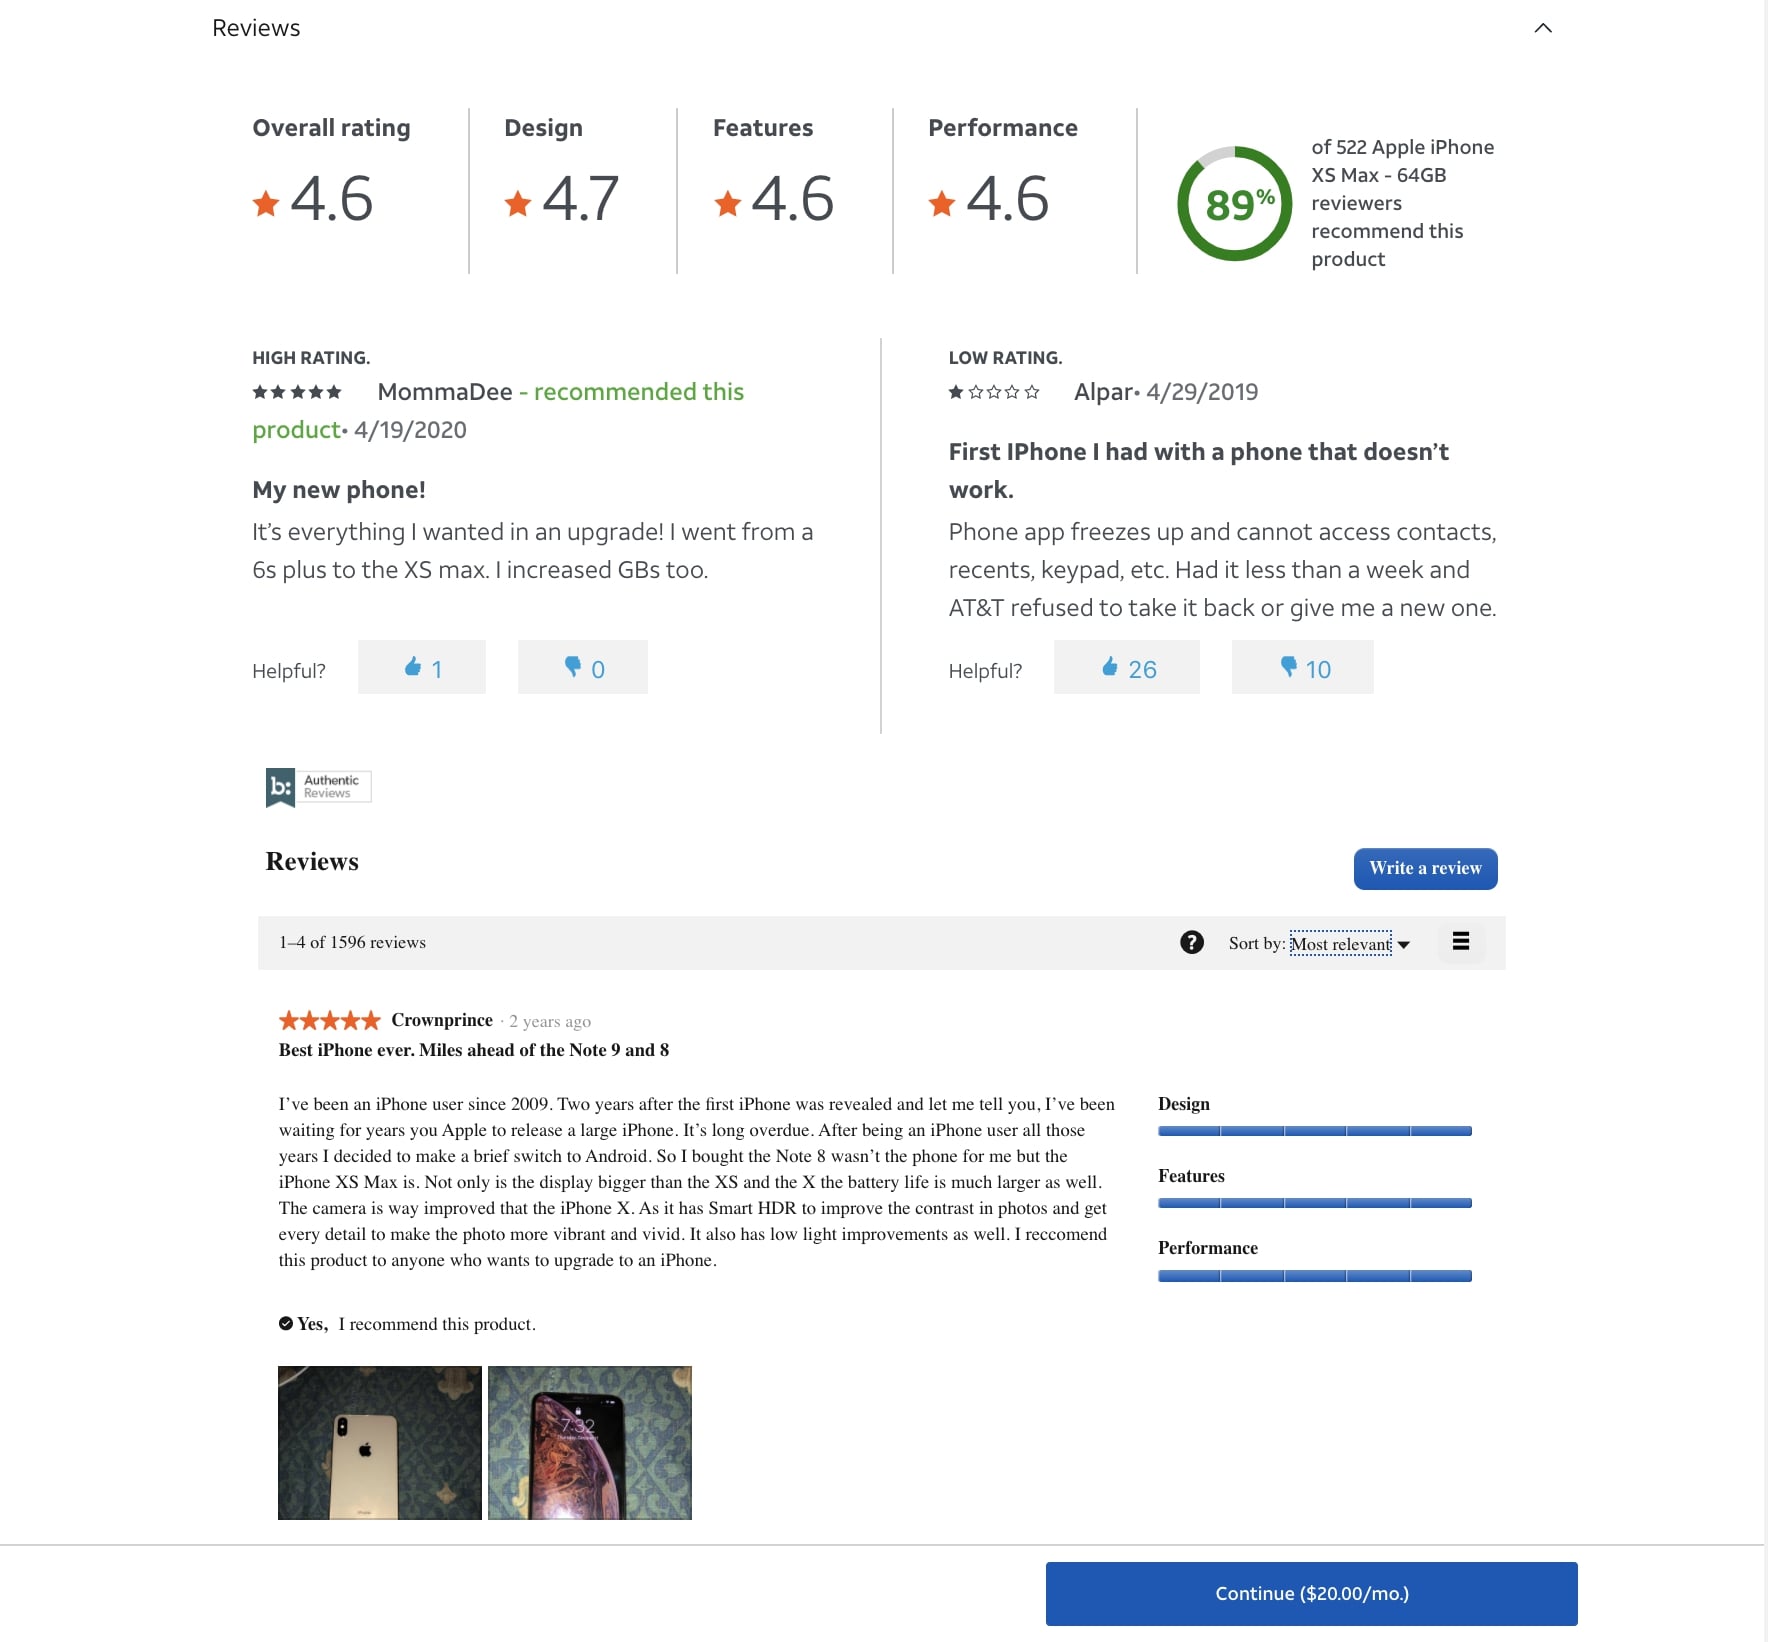 Reviews
Overall rating
4.6
Design
4.7
Features
4.6
Performance
4.6
89%
of 522 Apple iPhone
XS Max - 64GB
reviewers
recommend this
product
HIGH RATING.
MommaDee - recommended this
product• 4/19/2020
My new phone!
It’s everything I wanted in an upgrade! I went from a
6s plus to the XS max. I increased GBs too.
Helpful? 1 0
LOW RATING.
Alpar• 4/29/2019
First IPhone I had with a phone that doesn’t
work.
Phone app freezes up and cannot access contacts,
recents, keypad, etc. Had it less than a week and
AT&T refused to take it back or give me a new one.
Helpful? 26 10
b: Authentic
Reviews
Reviews
Write a review
1–4 of 1596 reviews
? Sort by: Most relevant
Crownprince · 2 years ago
Best iPhone ever. Miles ahead of the Note 9 and 8
I’ve been an iPhone user since 2009. Two years after the first iPhone was revealed and let me tell you, I’ve been
waiting for years you Apple to release a large iPhone. It’s long overdue. After being an iPhone user all those
years I decided to make a brief switch to Android. So I bought the Note 8 wasn’t the phone for me but the
iPhone XS Max is. Not only is the display bigger than the XS and the X the battery life is much larger as well.
The camera is way improved that the iPhone X. As it has Smart HDR to improve the contrast in photos and get
every detail to make the photo more vibrant and vivid. It also has low light improvements as well. I reccomend
this product to anyone who wants to upgrade to an iPhone.
Design
Features
Performance
Yes, I recommend this product.
7:32
Continue ($20.00/mo.)